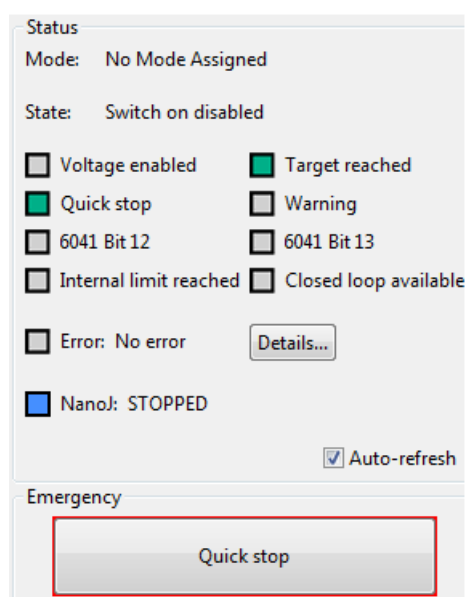 Status
Mode: No Mode Assigned
State: Switch on disabled
Voltage enabled Target reached
Quick stop Warning
6041 Bit 12 6041 Bit 13
Internal limit reached Closed loop available
Error: No error Details...
NanoJ: STOPPED
Auto-refresh
Emergency
Quick stop